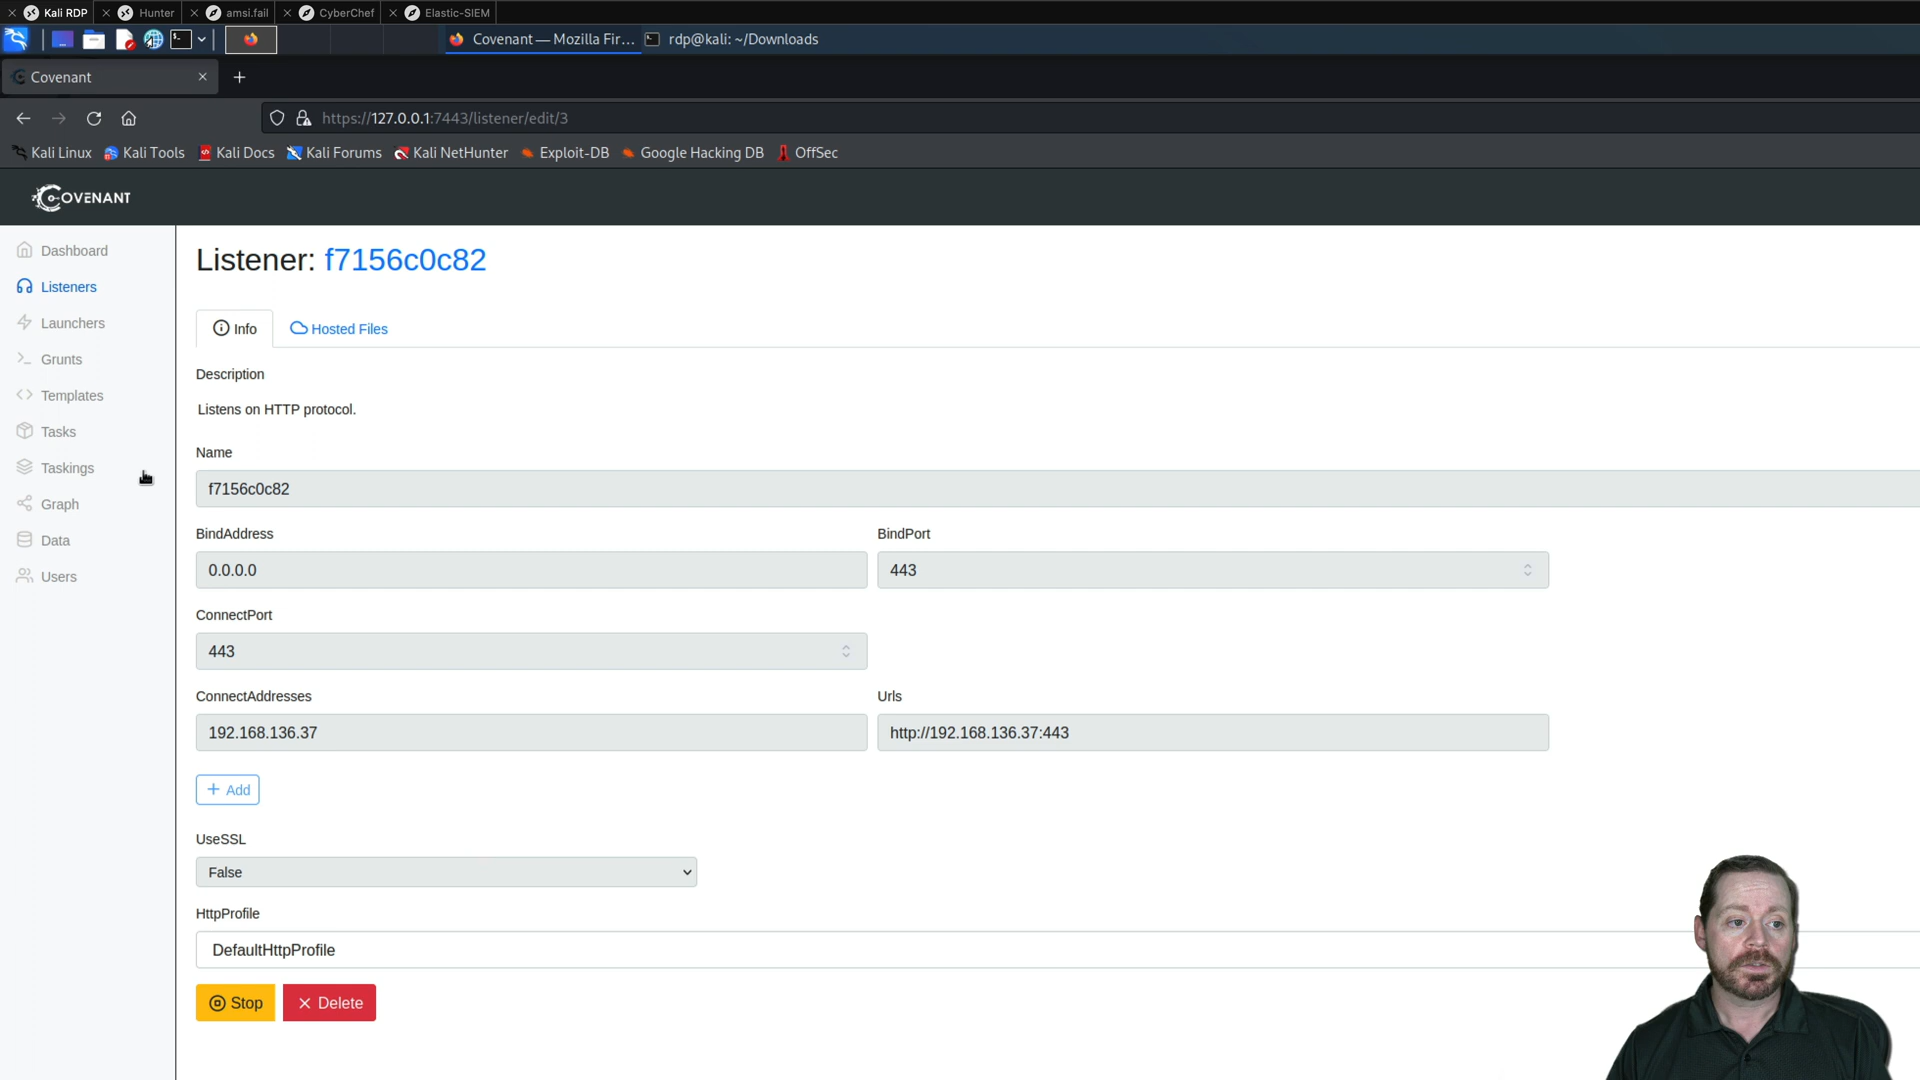 Kali RDP Hunter amsi.fail CyberChef Elastic-SIEM
Covenant — Mozilla Fir... rdp@kali: ~/Downloads
Covenant
https://127.0.0.1:7443/listener/edit/3
Kali Linux Kali Tools Kali Docs Kali Forums Kali NetHunter Exploit-DB Google Hacking DB OffSec
COVENANT
Dashboard
Listeners
Launchers
Grunts
Templates
Tasks
Taskings
Graph
Data
Users
Listener: f7156c0c82
Info Hosted Files
Description
Listens on HTTP protocol.
Name
f7156c0c82
BindAddress BindPort
0.0.0.0 443
ConnectPort
443
ConnectAddresses Urls
192.168.136.37 http://192.168.136.37:443
+ Add
UseSSL
False
HttpProfile
DefaultHttpProfile
Stop Delete